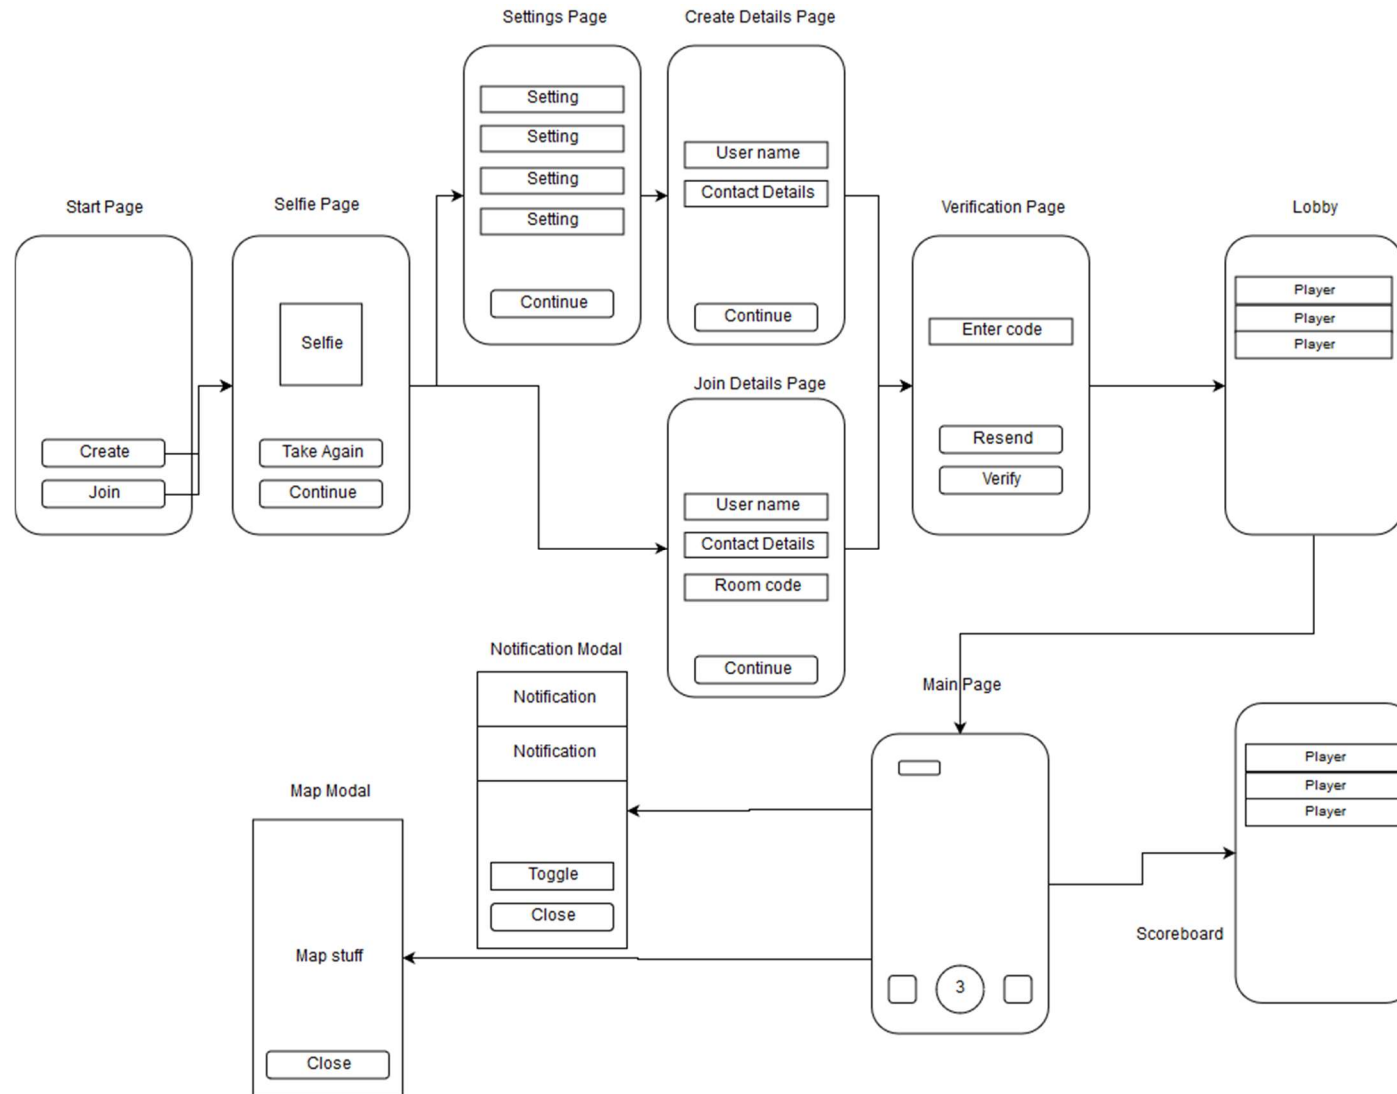 Settings Page
Setting
Setting
Setting
Setting
Continue
Create Details Page
User name
Contact Details
Continue
Start Page
Create
Join
Selfie Page
Selfie
Take Again
Continue
Join Details Page
User name
Contact Details
Room code
Continue
Verification Page
Enter code
Resend
Verify
Lobby
Player
Player
Player
Notification Modal
Notification
Notification
Toggle
Close
Map Modal
Map stuff
Close
Main Page
3
Scoreboard
Player
Player
Player